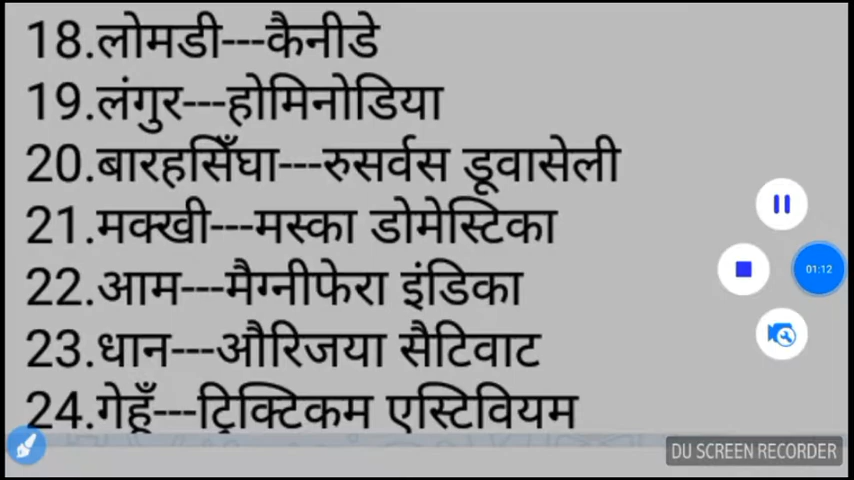 18.लोमडी---कैनीडे
19.लंगुर---होमिनोडिया
20.बारहसिँघा---रुसर्वस डूवासेली
21.मक्खी---मस्का डोमेस्टिका
22.आम---मैग्नीफेरा इंडिका
23.धान---औरिजया सैटिवाट
24.गेहूँ---ट्रिक्टिकम एस्टिवियम
01:12
DU SCREEN RECORDER